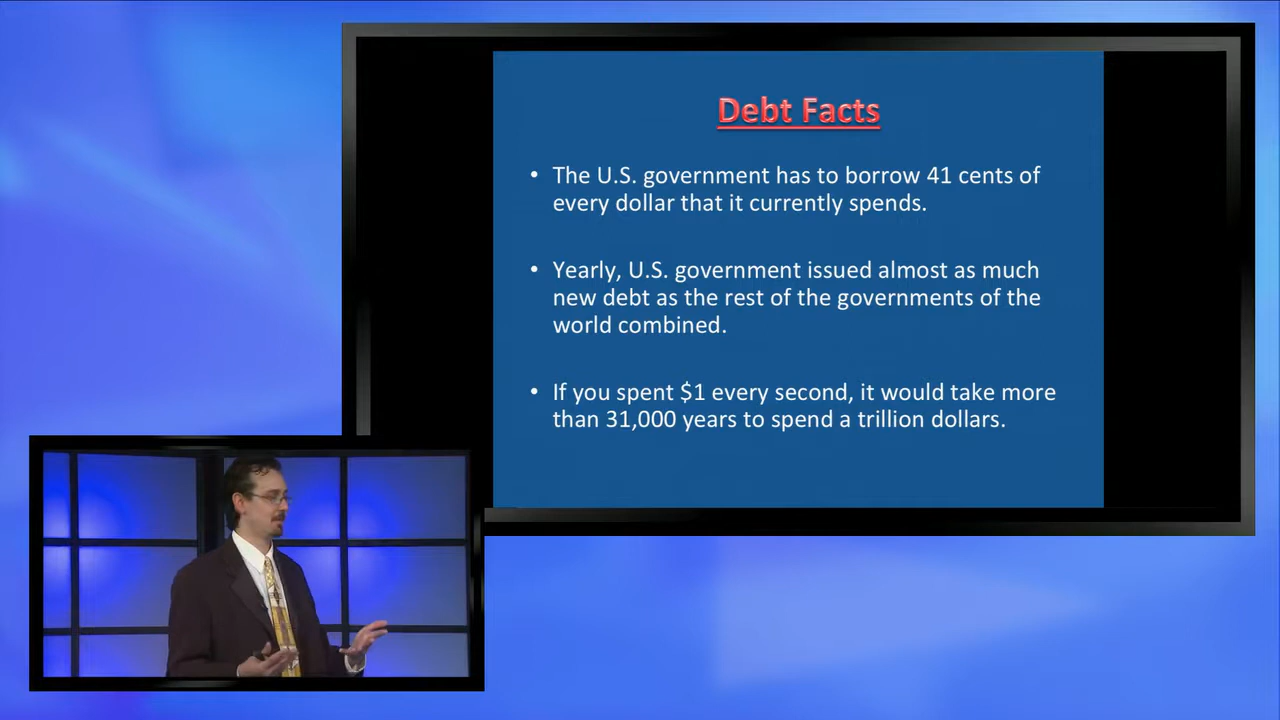 Debt Facts
• The U.S. government has to borrow 41 cents of
every dollar that it currently spends.
• Yearly, U.S. government issued almost as much
new debt as the rest of the governments of the
world combined.
• If you spent $1 every second, it would take more
than 31,000 years to spend a trillion dollars.